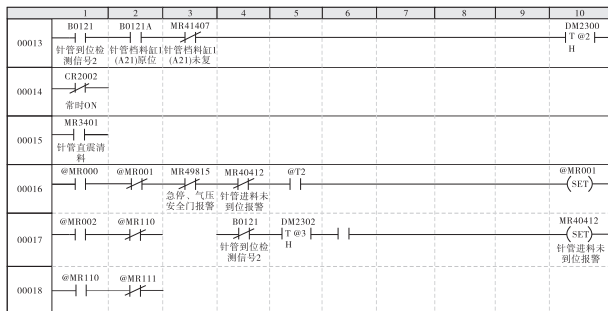 1 2 3 4 5 6 7 8 9 10
B0121 B0121A MR41407 DM2300
00013 T @2
H
针管到位检 针管档料缸1 针管档料缸1
测信号2 (A21)原位 (A21)未复
CR2002
00014
常时ON
MR3401
00015
针管直震清
料
@MR000 @MR001 MR49815 MR40412 @T2 @MR001
00016 SET
急停、气压 针管进料未
安全门报警 到位报警
@MR002 @MR110 B0121 DM2302 MR40412
00017 T @3 SET
H
针管到位检 针管进料未
测信号2 到位报警
@MR110 @MR111
00018